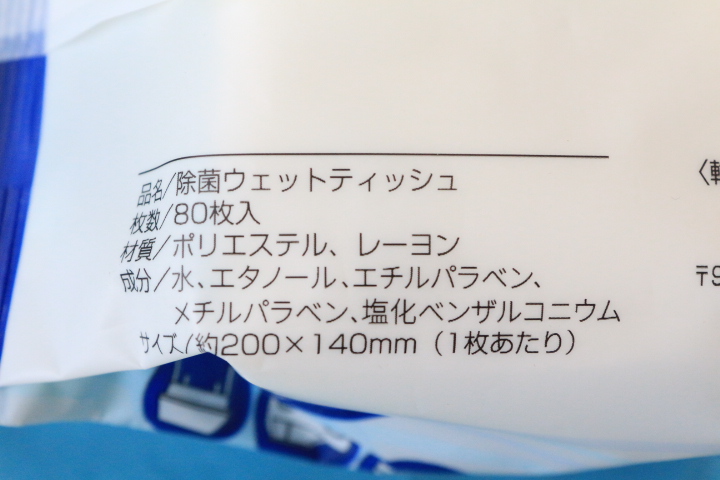 品名/除菌ウェットティッシュ
枚数/80枚入
材質/ポリエステル、レーヨン
成分/水、エタノール、エチルパラベン、
メチルパラベン、塩化ベンザルコニウム
サイズ/約200×140mm（1枚あたり）
〒9